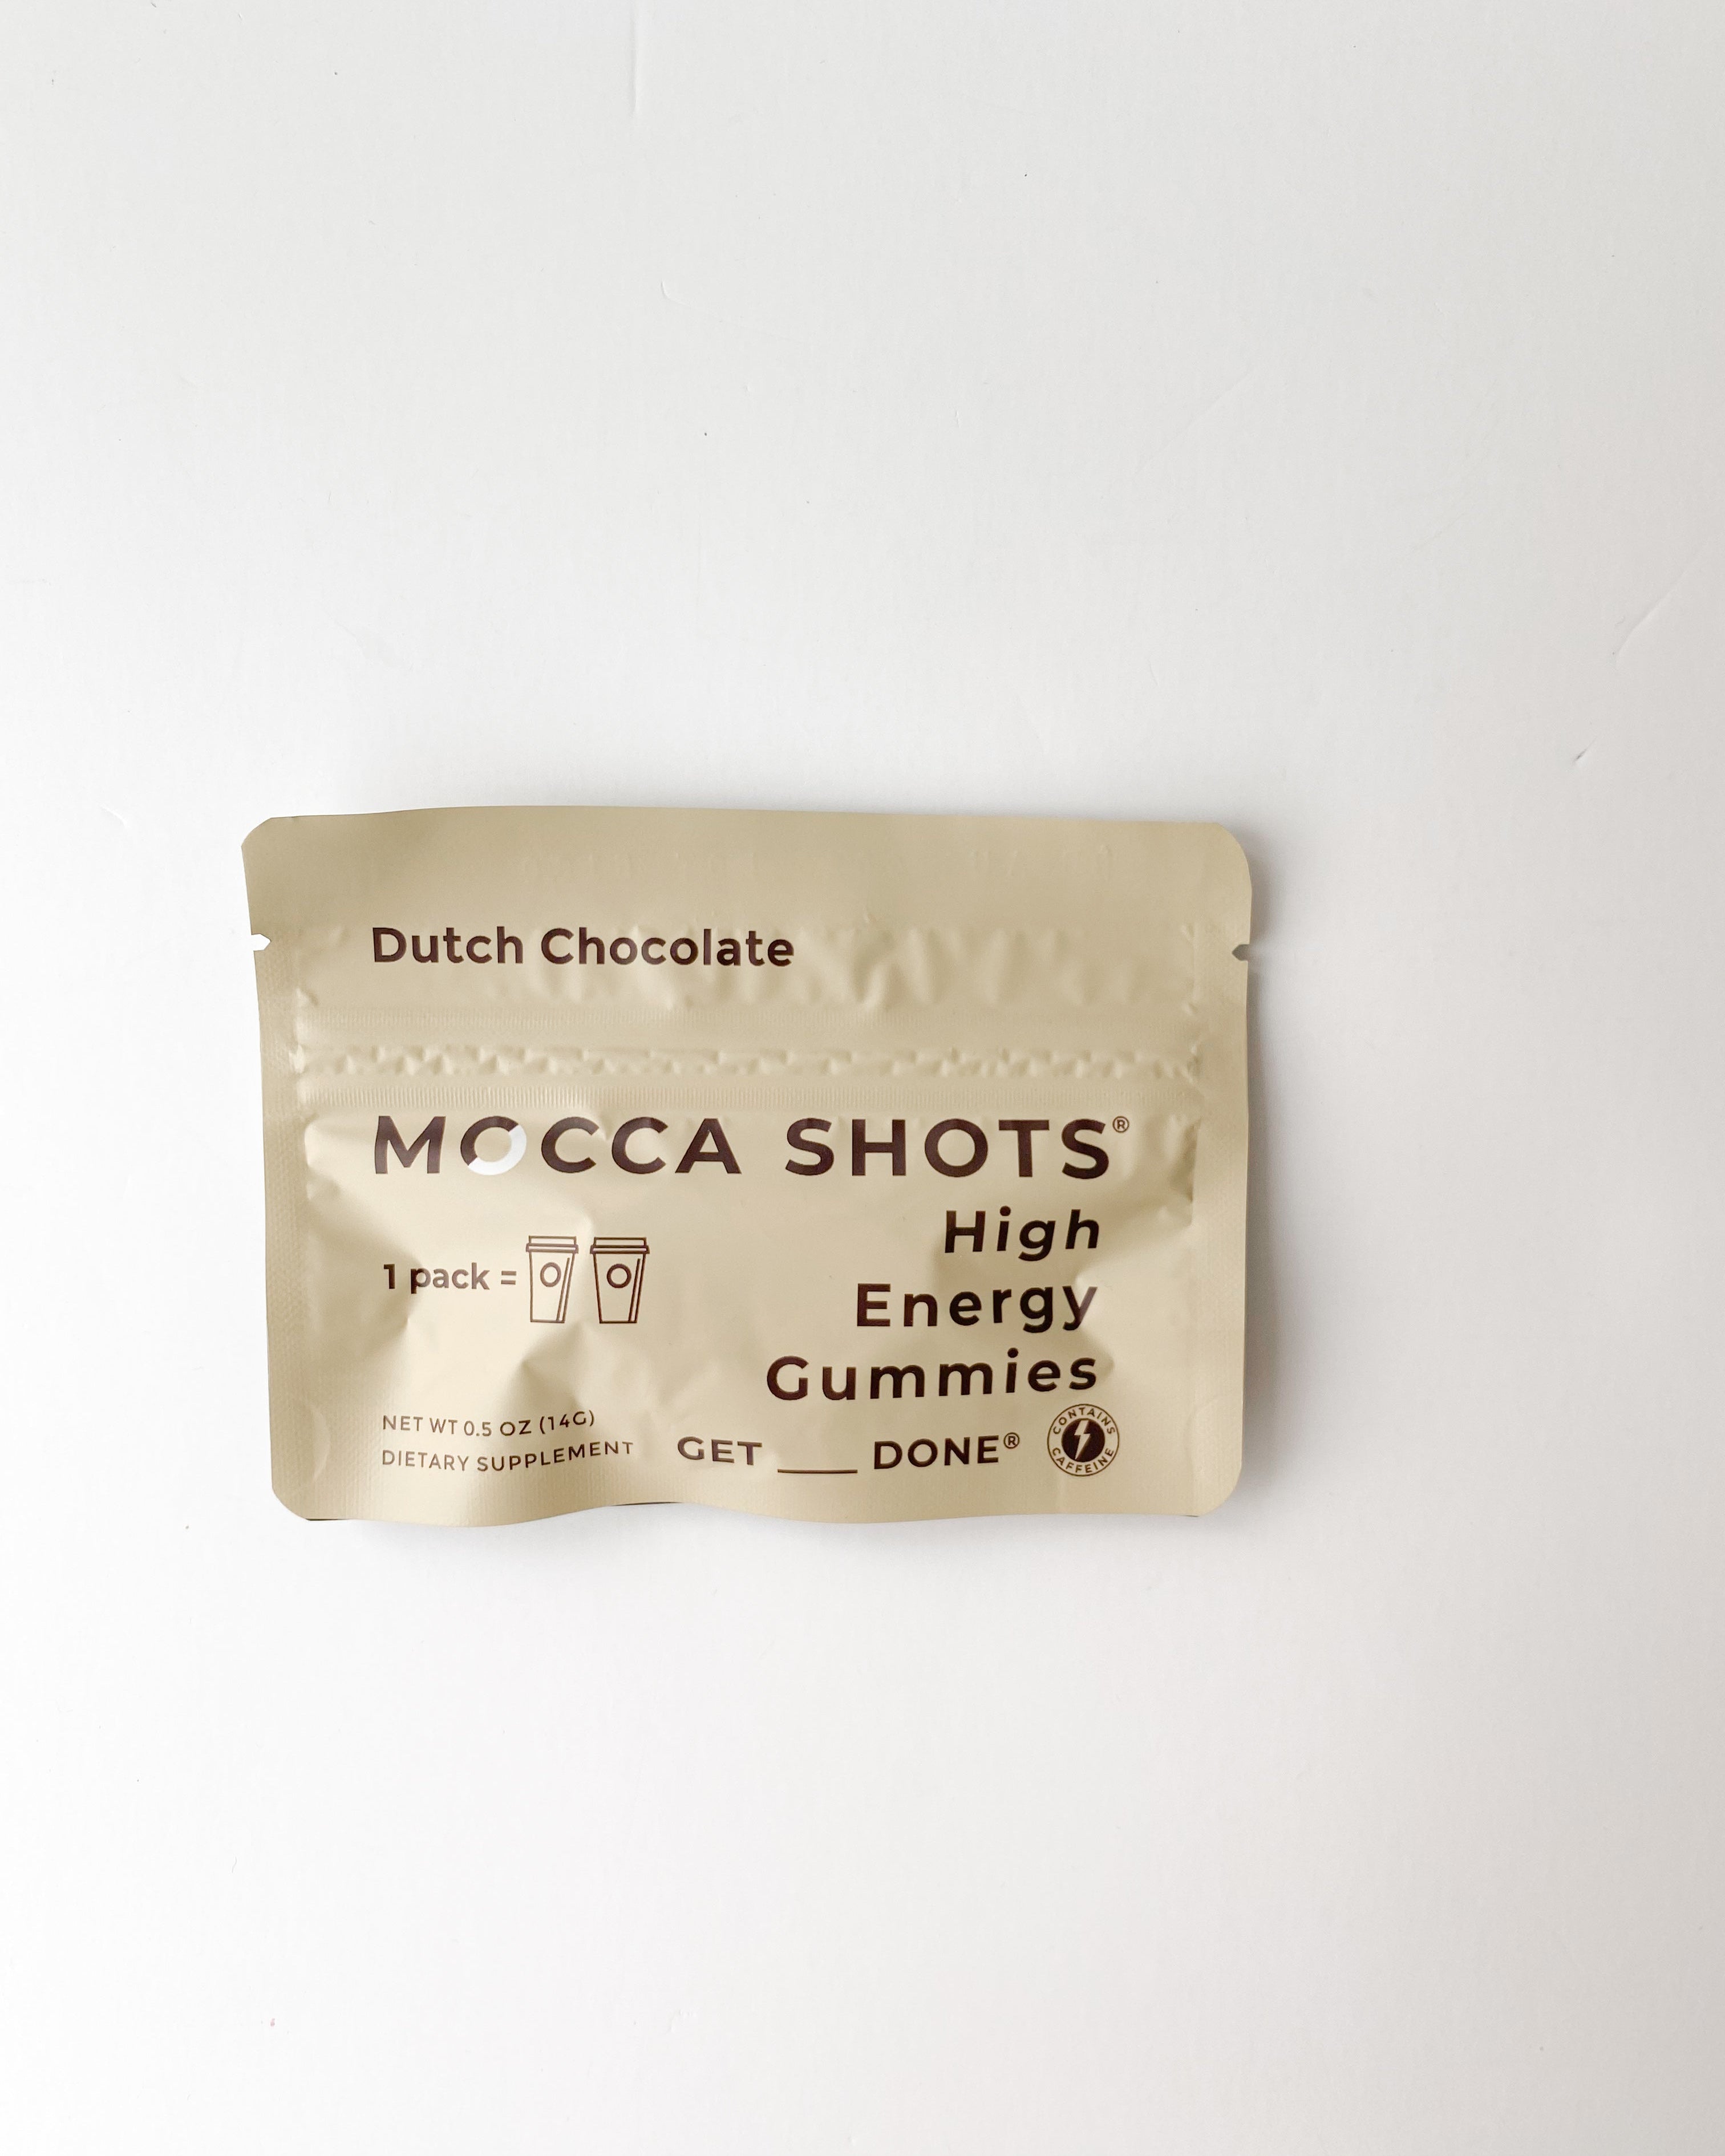 Dutch Chocolate
MOCCA SHOTS®
High
Energy
Gummies
1 pack =
NET WT 0.5 OZ (14G)
DIETARY SUPPLEMENT
GET ____ DONE®
CONTAINS
CAFFEINE